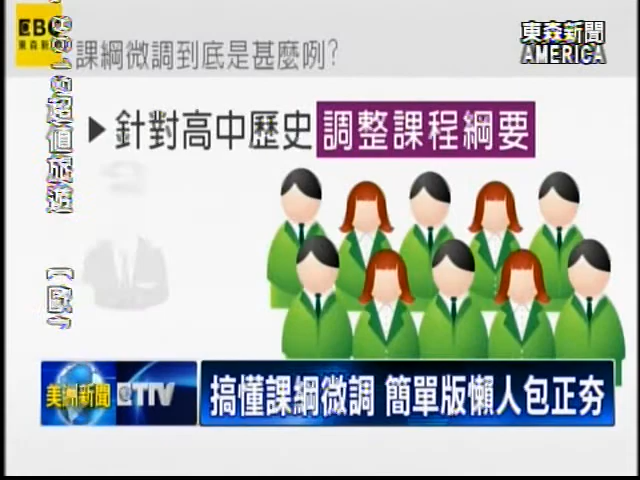 EBC
東森新聞
AMERICA
課綱微調到底是甚麼咧?
▶針對高中歷史調整課程綱要
美洲新聞
ETTV
搞懂課綱微調 簡單版懶人包正夯